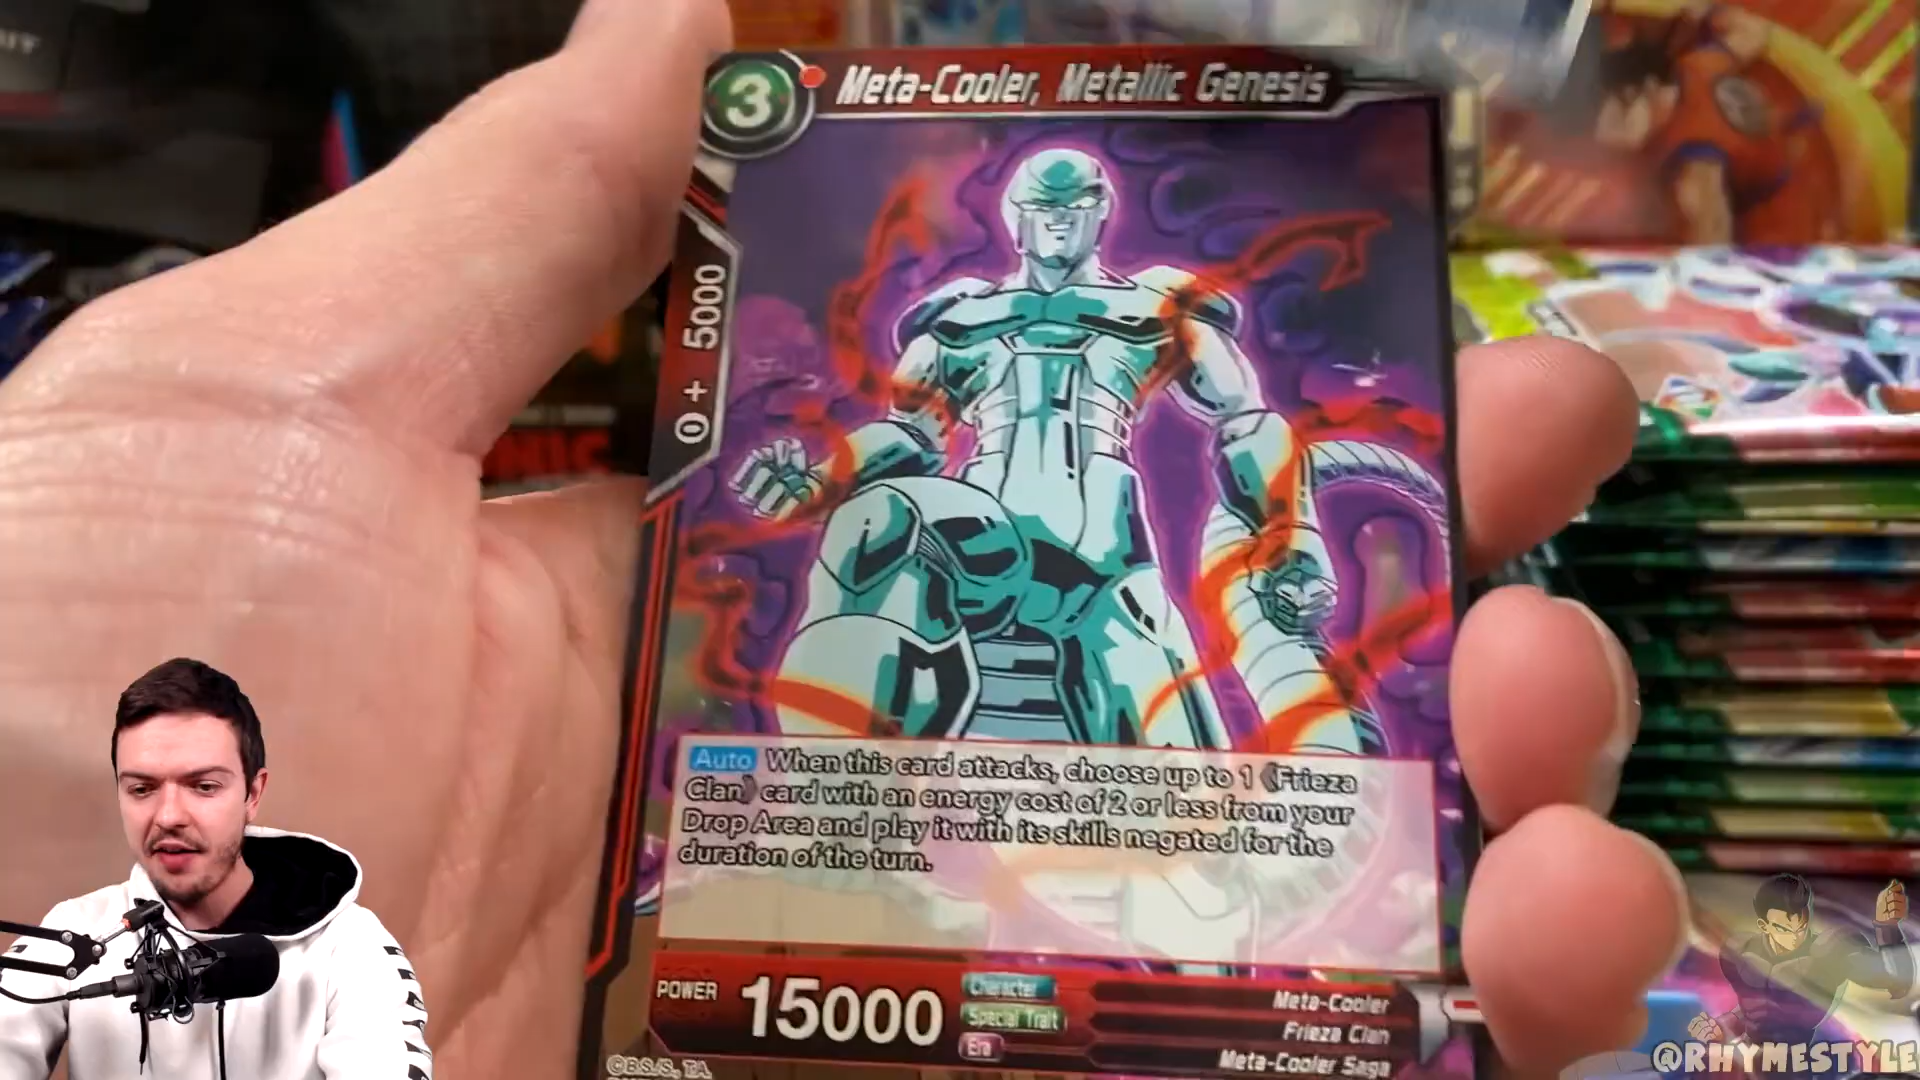 3
Meta-Cooler, Metallic Genesis
0 + 5000
Auto When this card attacks, choose up to 1 《Frieza
Clan》 card with an energy cost of 2 or less from your
Drop Area and play it with its skills negated for the
duration of the turn.
POWER 15000
Character Meta-Cooler
Special Trait Frieza Clan
Era Meta-Cooler Saga
©B.S./S., T.A.
@RHYMESTYLE